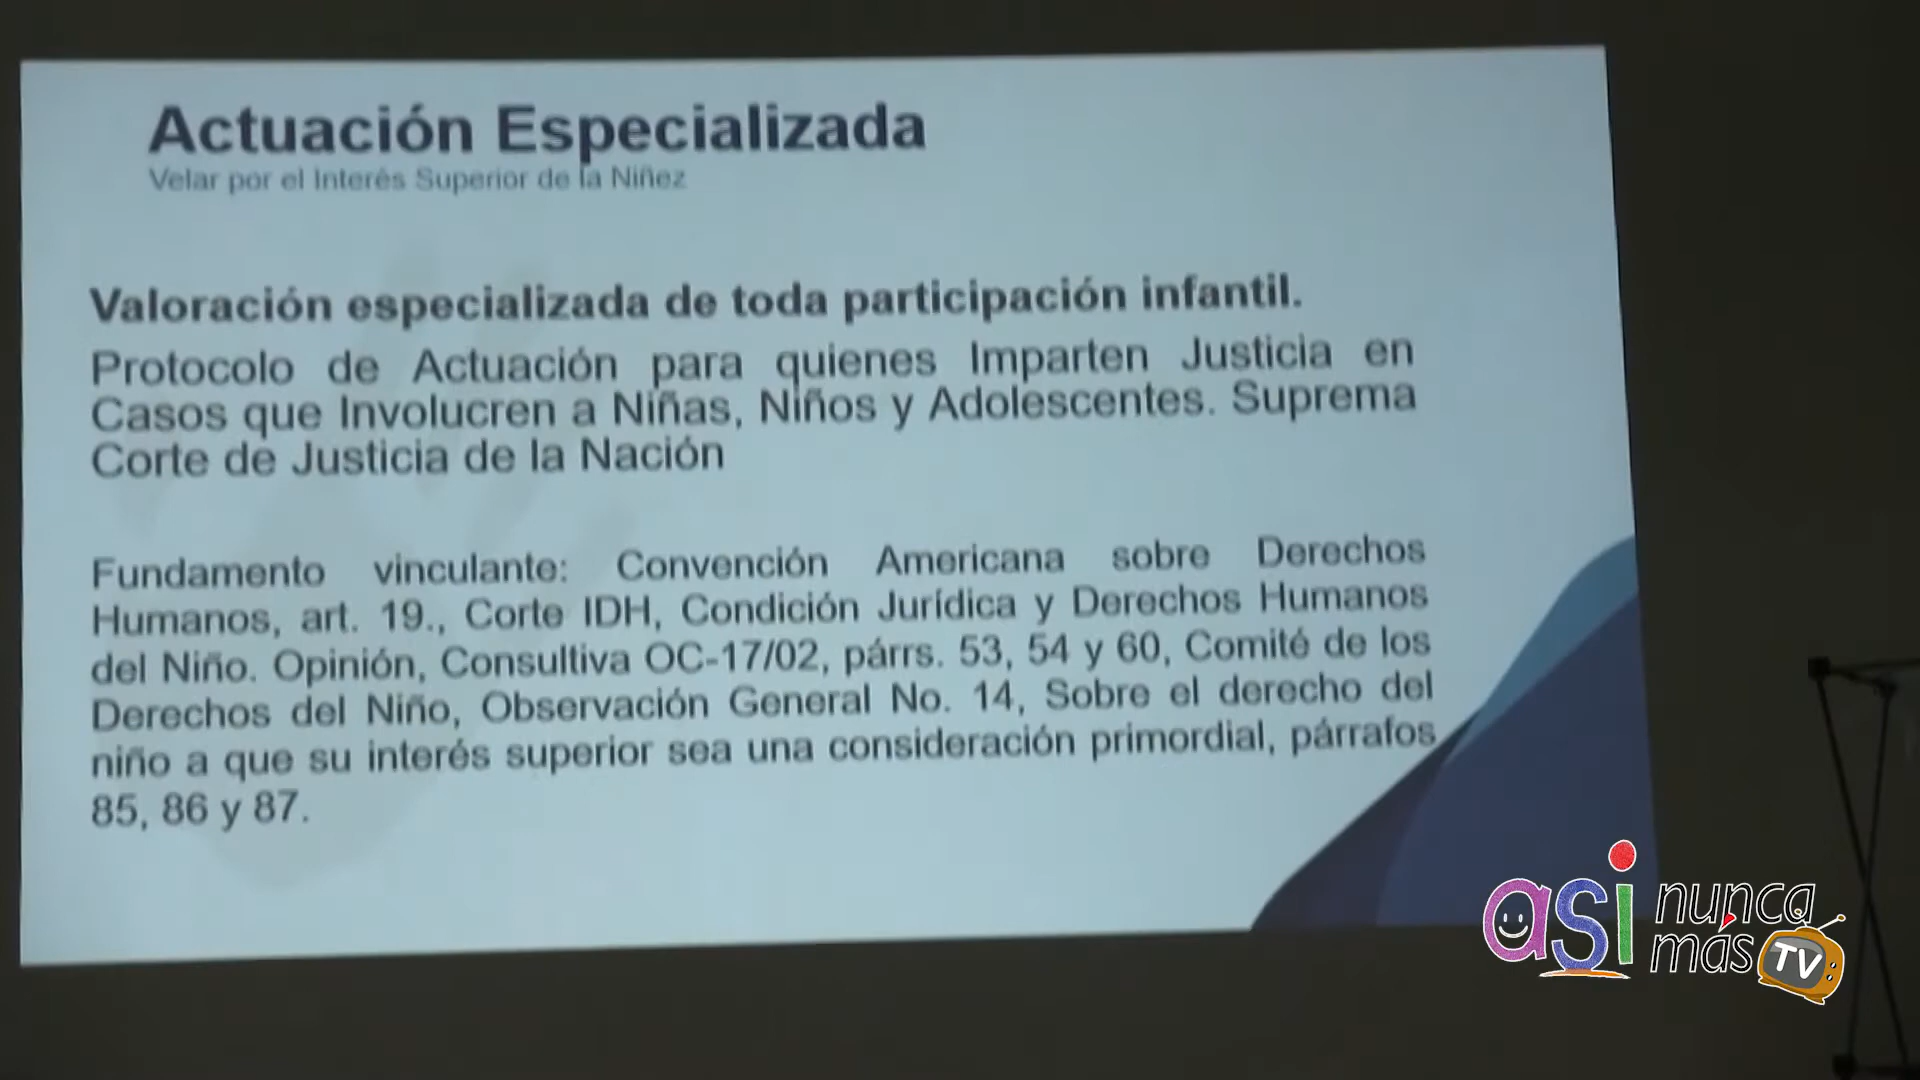 Actuación Especializada
Velar por el Interés Superior de la Niñez
Valoración especializada de toda participación infantil.
Protocolo de Actuación para quienes Imparten Justicia en
Casos que Involucren a Niñas, Niños y Adolescentes. Suprema
Corte de Justicia de la Nación
Fundamento vinculante: Convención Americana sobre Derechos
Humanos, art. 19., Corte IDH, Condición Jurídica y Derechos Humanos
del Niño. Opinión, Consultiva OC-17/02, párrs. 53, 54 y 60, Comité de los
Derechos del Niño, Observación General No. 14, Sobre el derecho del
niño a que su interés superior sea una consideración primordial, párrafos
85, 86 y 87.
asi nunca
más TV